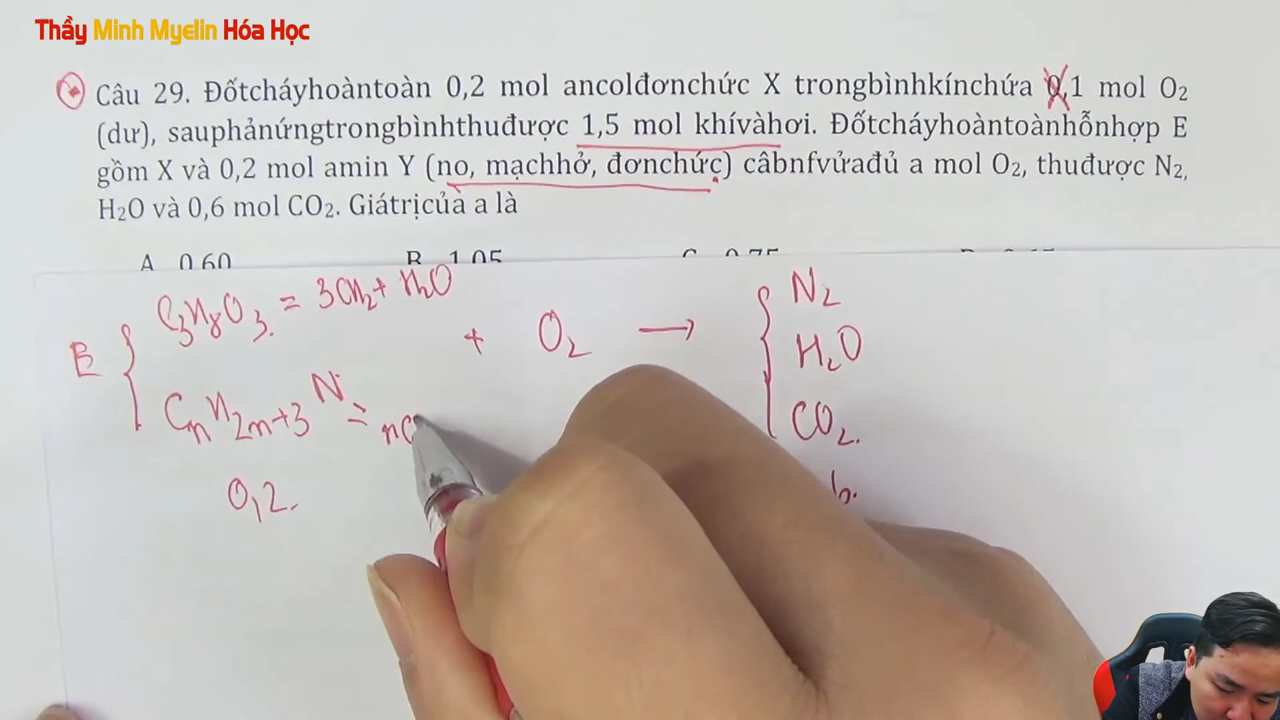 Thầy Minh Myelin Hóa Học
Câu 29. Đốtcháyhoàntoàn 0,2 mol ancolđơnchức X trongbìnhkínchứa 0,1 mol O2
(dư), sauphảnứngtrongbìnhthuđược 1,5 mol khívàhơi. Đốtcháyhoàntoànhỗnhợp E
gồm X và 0,2 mol amin Y (no, mạchhở, đơnchức) câbnfvửađủ a mol O2, thuđược N2,
H2O và 0,6 mol CO2. Giátrịcủa a là
A 0,60 B 1,05 C 0,75
E
C3H8O3 = 3CH2 + H2O
+ O2 →
N2
H2O
CnH2n+3N = nC
CO2
0,2